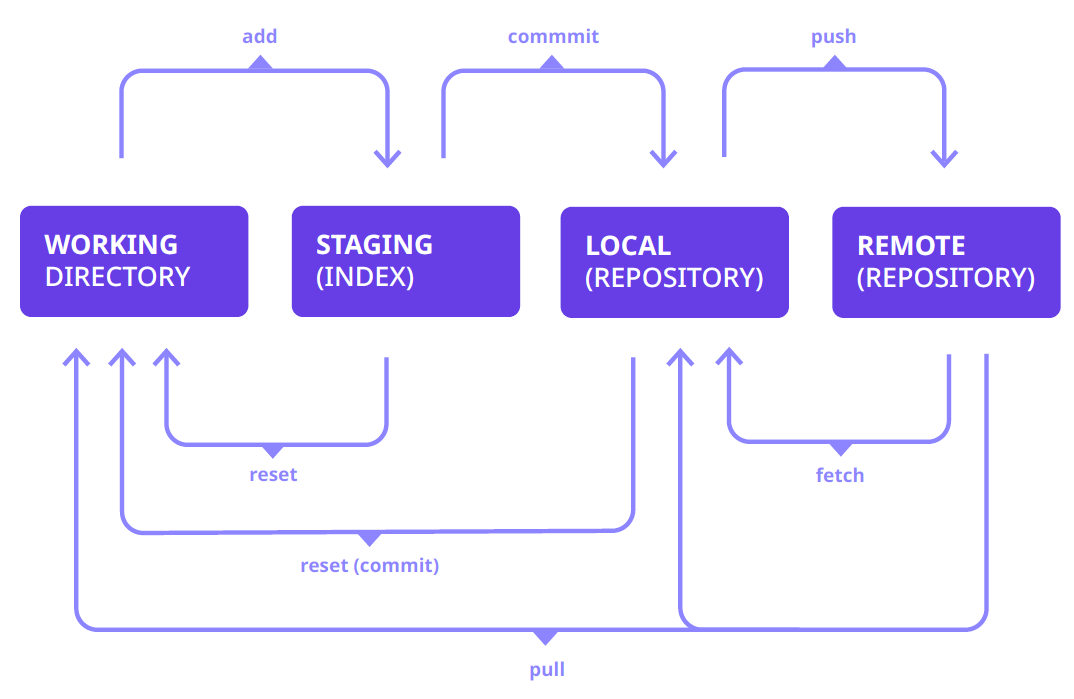 add
commmit
push
WORKING
DIRECTORY
STAGING
(INDEX)
LOCAL
(REPOSITORY)
REMOTE
(REPOSITORY)
reset
fetch
reset (commit)
pull